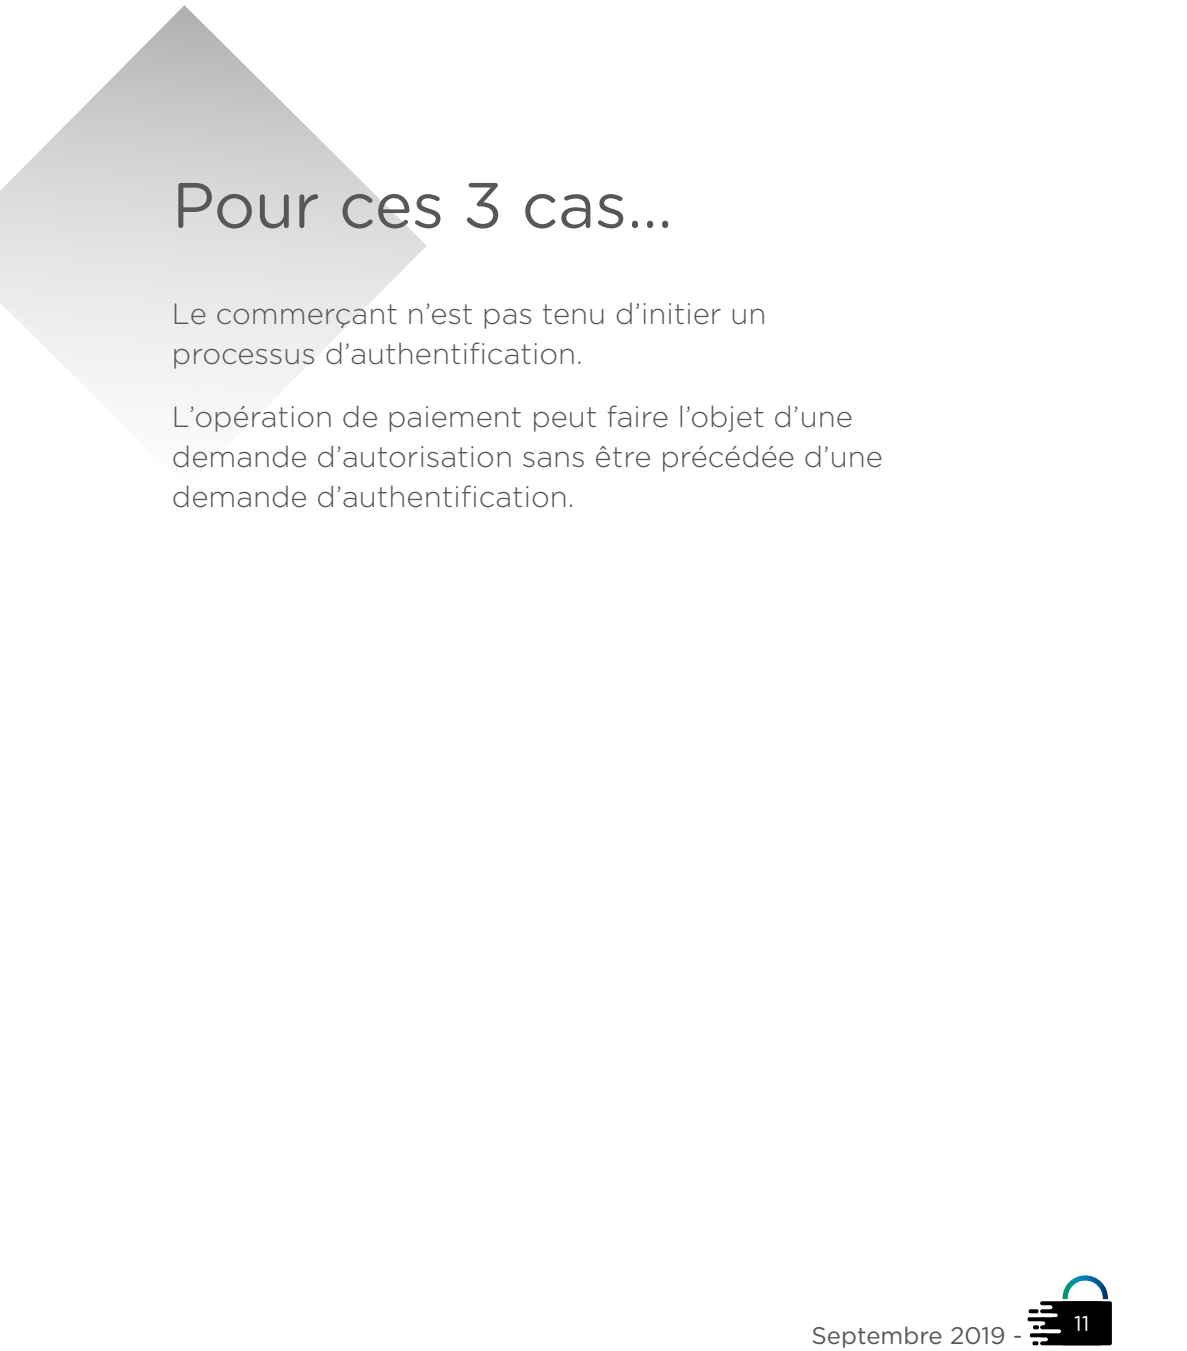 Pour ces 3 cas...
Le commerçant n’est pas tenu d’initier un
processus d’authentification.
L’opération de paiement peut faire l’objet d’une
demande d’autorisation sans être précédée d’une
demande d’authentification.
Septembre 2019 - 11